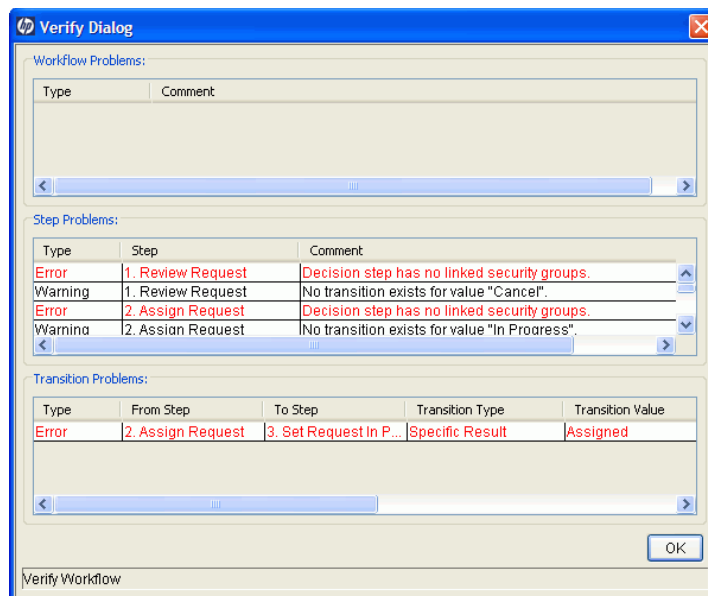 hp Verify Dialog
Workflow Problems:
Type Comment
Step Problems:
Type Step Comment
Error 1. Review Request Decision step has no linked security groups.
Warning 1. Review Request No transition exists for value "Cancel".
Error 2. Assign Request Decision step has no linked security groups.
Warning 2. Assign Request No transition exists for value "In Progress".
Transition Problems:
Type From Step To Step Transition Type Transition Value
Error 2. Assign Request 3. Set Request In P... Specific Result Assigned
OK
Verify Workflow